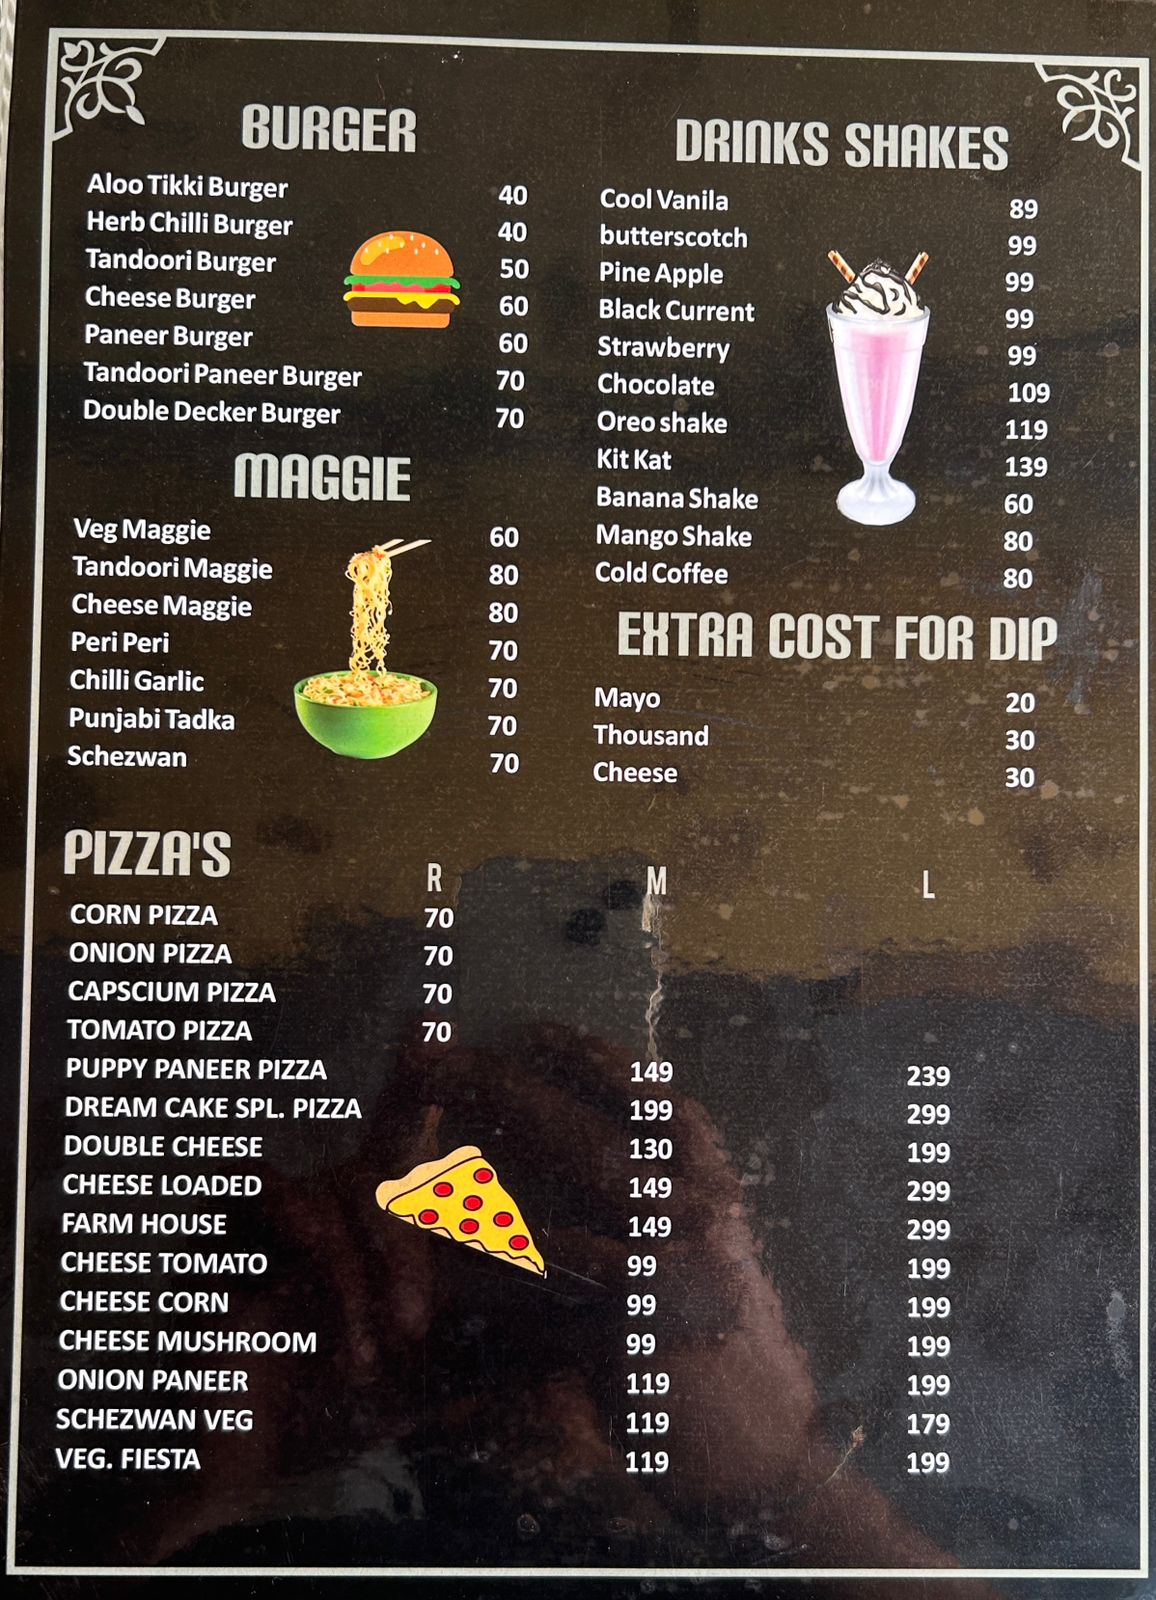 BURGER
Aloo Tikki Burger 40
Herb Chilli Burger 40
Tandoori Burger 50
Cheese Burger 60
Paneer Burger 60
Tandoori Paneer Burger 70
Double Decker Burger 70
MAGGIE
Veg Maggie 60
Tandoori Maggie 80
Cheese Maggie 80
Peri Peri 70
Chilli Garlic 70
Punjabi Tadka 70
Schezwan 70
DRINKS SHAKES
Cool Vanila 89
butterscotch 99
Pine Apple 99
Black Current 99
Strawberry 99
Chocolate 109
Oreo shake 119
Kit Kat 139
Banana Shake 60
Mango Shake 80
Cold Coffee 80
EXTRA COST FOR DIP
Mayo 20
Thousand 30
Cheese 30
PIZZA'S R M L
CORN PIZZA 70
ONION PIZZA 70
CAPSCIUM PIZZA 70
TOMATO PIZZA 70
PUPPY PANEER PIZZA 149 239
DREAM CAKE SPL. PIZZA 199 299
DOUBLE CHEESE 130 199
CHEESE LOADED 149 299
FARM HOUSE 149 299
CHEESE TOMATO 99 199
CHEESE CORN 99 199
CHEESE MUSHROOM 99 199
ONION PANEER 119 199
SCHEZWAN VEG 119 179
VEG. FIESTA 119 199